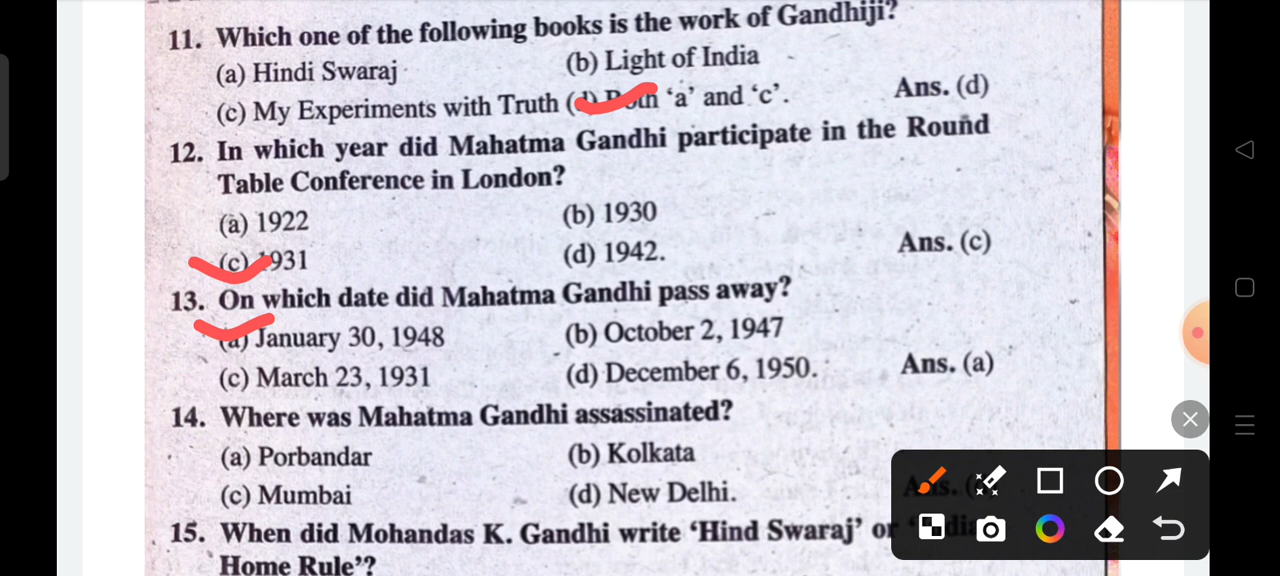 11. Which one of the following books is the work of Gandhiji?
(a) Hindi Swaraj (b) Light of India
(c) My Experiments with Truth (d) Both 'a' and 'c'. Ans. (d)
12. In which year did Mahatma Gandhi participate in the Round
Table Conference in London?
(a) 1922 (b) 1930
(c) 1931 (d) 1942. Ans. (c)
13. On which date did Mahatma Gandhi pass away?
(a) January 30, 1948 (b) October 2, 1947
(c) March 23, 1931 (d) December 6, 1950. Ans. (a)
14. Where was Mahatma Gandhi assassinated?
(a) Porbandar (b) Kolkata
(c) Mumbai (d) New Delhi. Ans.
15. When did Mohandas K. Gandhi write 'Hind Swaraj' or
Home Rule'?